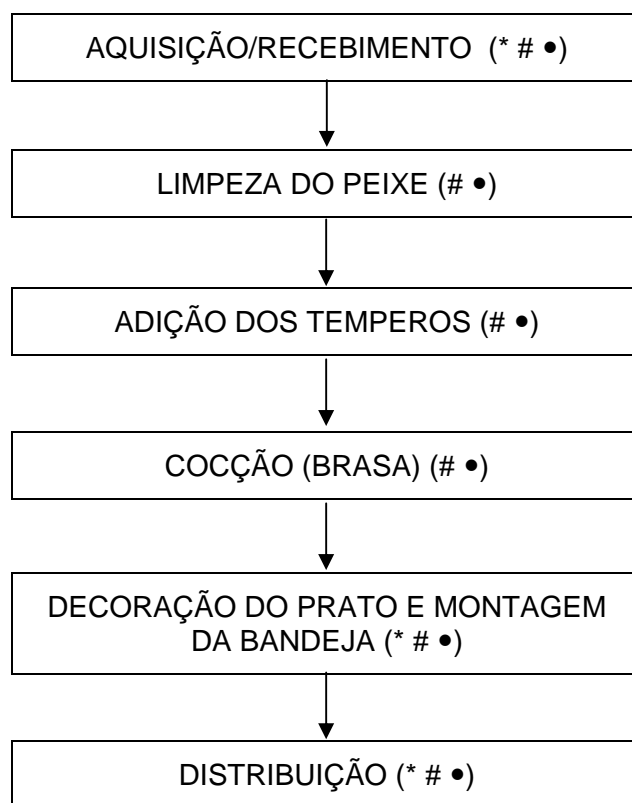 AQUISIÇÃO/RECEBIMENTO (* # ●)
LIMPEZA DO PEIXE (# ●)
ADIÇÃO DOS TEMPEROS (# ●)
COCÇÃO (BRASA) (# ●)
DECORAÇÃO DO PRATO E MONTAGEM
DA BANDEJA (* # ●)
DISTRIBUIÇÃO (* # ●)